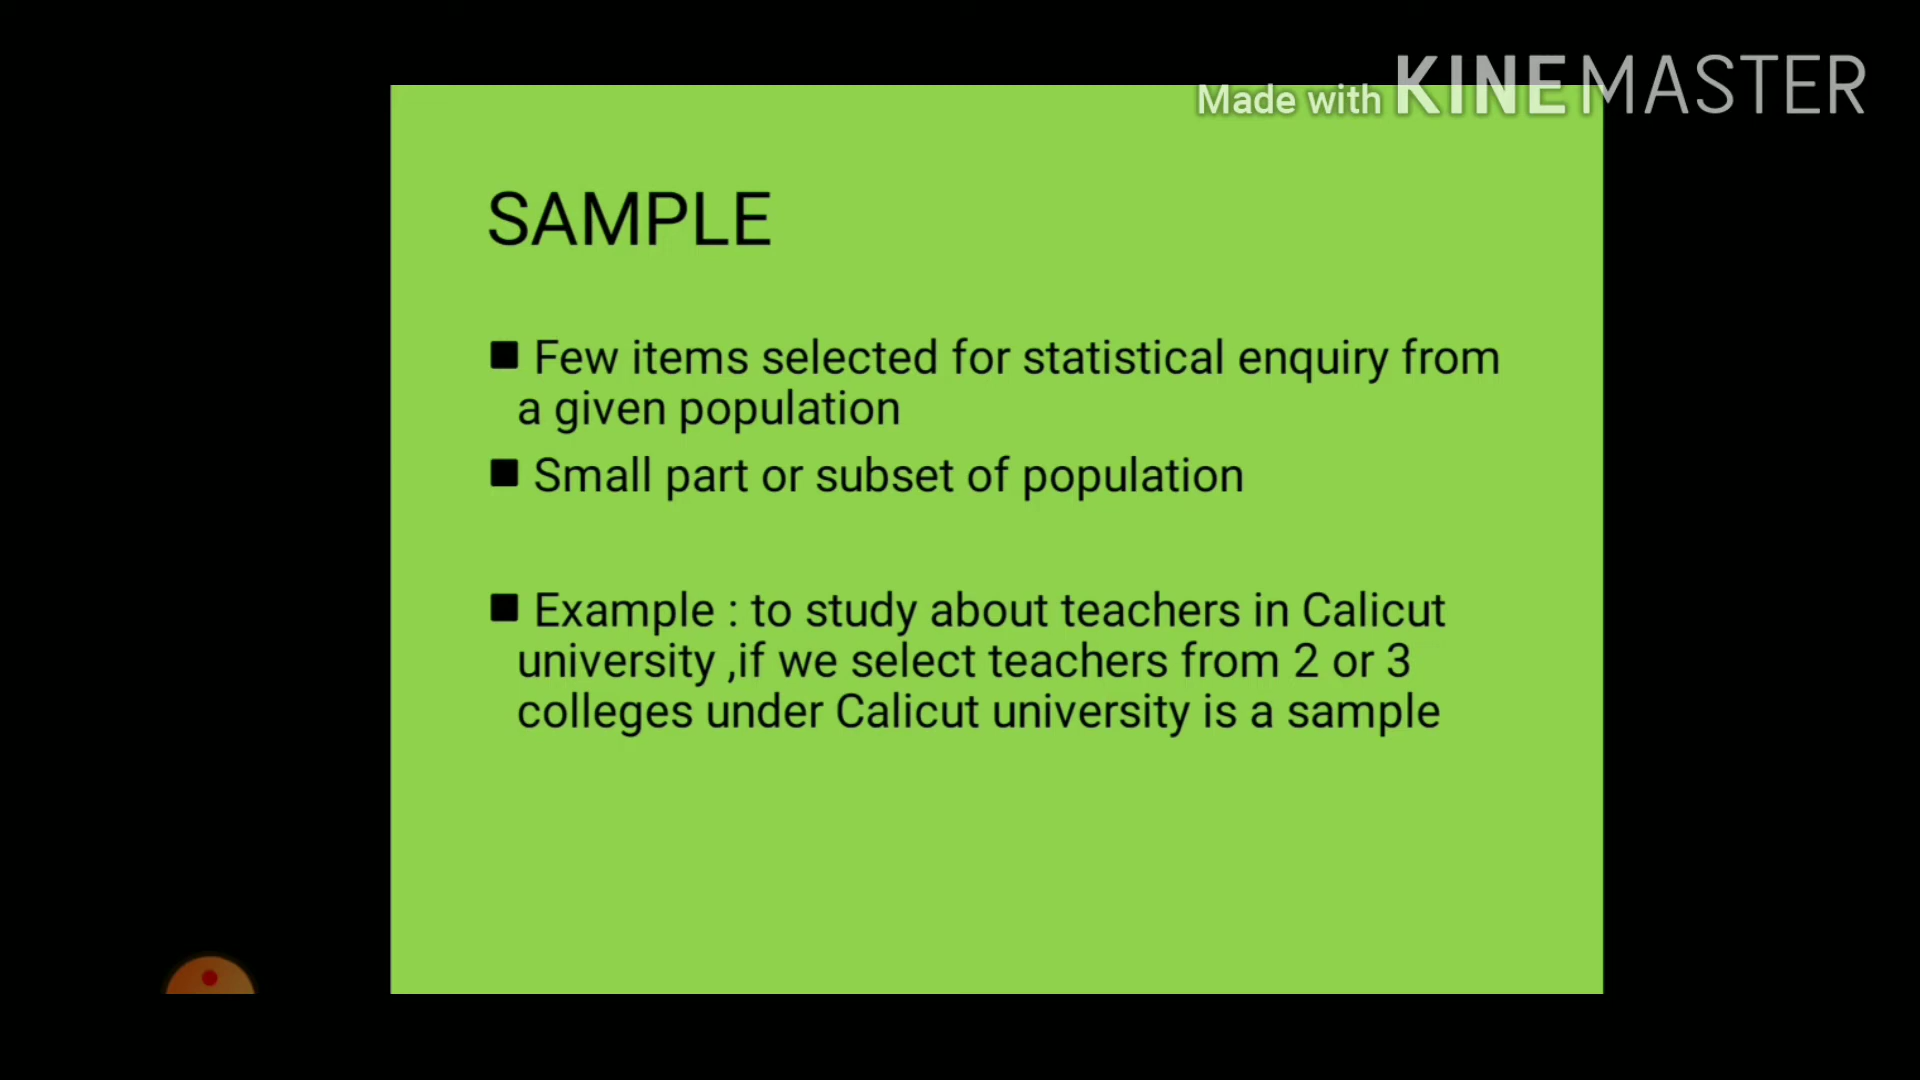 Made with KINEMASTER
SAMPLE
■ Few items selected for statistical enquiry from
a given population
■ Small part or subset of population
■ Example : to study about teachers in Calicut
university ,if we select teachers from 2 or 3
colleges under Calicut university is a sample